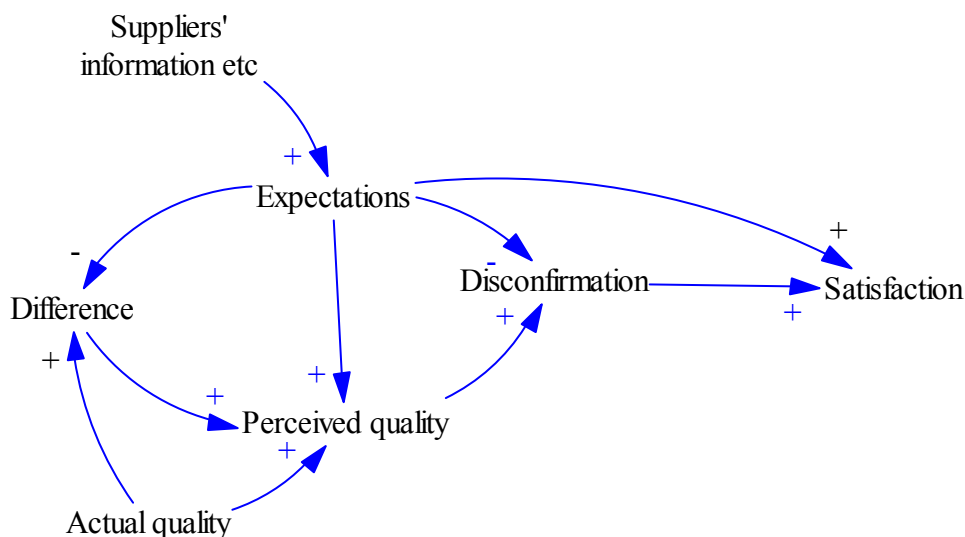 Suppliers'
information etc
+
Expectations
+
-
-
Disconfirmation
Satisfaction
Difference
+
+
+
+
+
Perceived quality
+
Actual quality